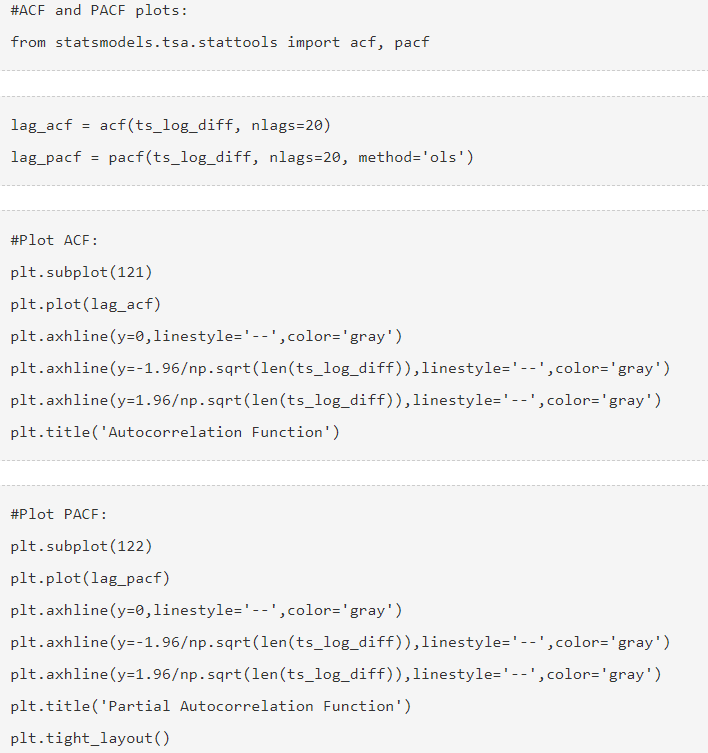 #ACF and PACF plots:
from statsmodels.tsa.stattools import acf, pacf
lag_acf = acf(ts_log_diff, nlags=20)
lag_pacf = pacf(ts_log_diff, nlags=20, method='ols')
#Plot ACF:
plt.subplot(121)
plt.plot(lag_acf)
plt.axhline(y=0,linestyle='--',color='gray')
plt.axhline(y=-1.96/np.sqrt(len(ts_log_diff)),linestyle='--',color='gray')
plt.axhline(y=1.96/np.sqrt(len(ts_log_diff)),linestyle='--',color='gray')
plt.title('Autocorrelation Function')
#Plot PACF:
plt.subplot(122)
plt.plot(lag_pacf)
plt.axhline(y=0,linestyle='--',color='gray')
plt.axhline(y=-1.96/np.sqrt(len(ts_log_diff)),linestyle='--',color='gray')
plt.axhline(y=1.96/np.sqrt(len(ts_log_diff)),linestyle='--',color='gray')
plt.title('Partial Autocorrelation Function')
plt.tight_layout()